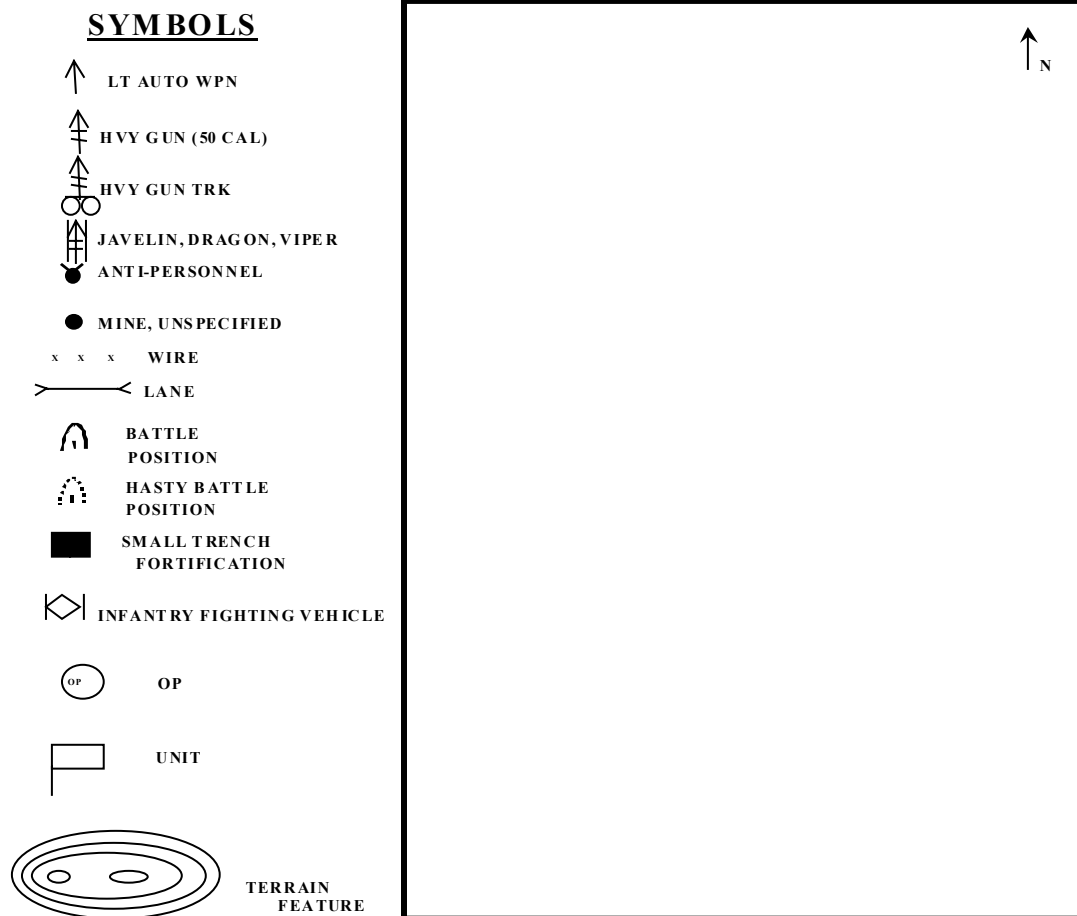 SYMBOLS
N
LT AUTO WPN
HVY GUN (50 CAL)
HVY GUN TRK
JAVELIN, DRAGON, VIPER
ANTI-PERSONNEL
MINE, UNSPECIFIED
x x x WIRE
LANE
BATTLE
POSITION
HASTY BATTLE
POSITION
SMALL TRENCH
FORTIFICATION
INFANTRY FIGHTING VEHICLE
OP OP
UNIT
TERRAIN
FEATURE